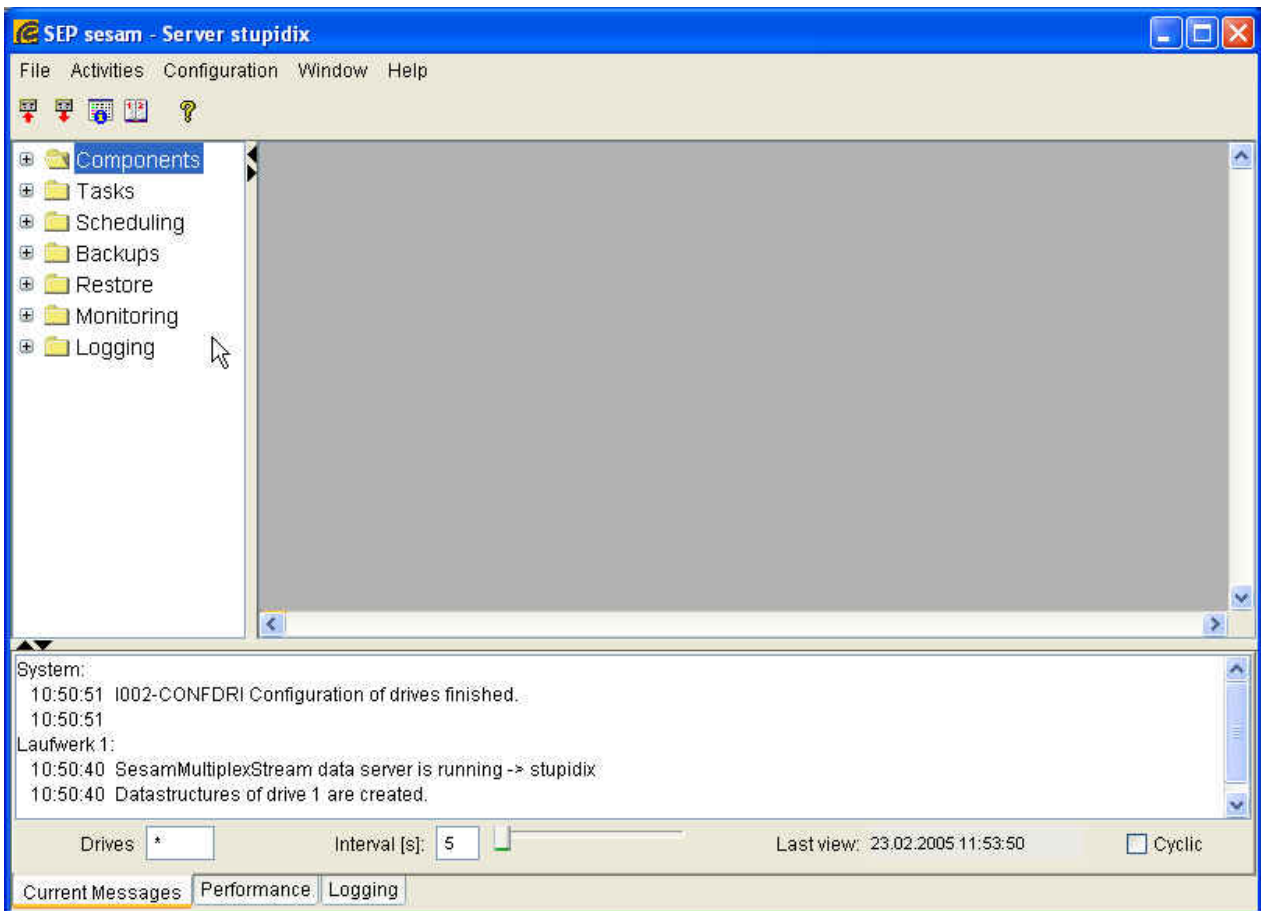 SEP sesam - Server stupidix
File Activities Configuration Window Help
Components
Tasks
Scheduling
Backups
Restore
Monitoring
Logging
System:
10:50:51 I002-CONFDRI Configuration of drives finished.
10:50:51
Laufwerk 1:
10:50:40 SesamMultiplexStream data server is running -> stupidix
10:50:40 Datastructures of drive 1 are created.
Drives * Interval [s]: 5 Last view: 23.02.2005 11:53:50 Cyclic
Current Messages Performance Logging